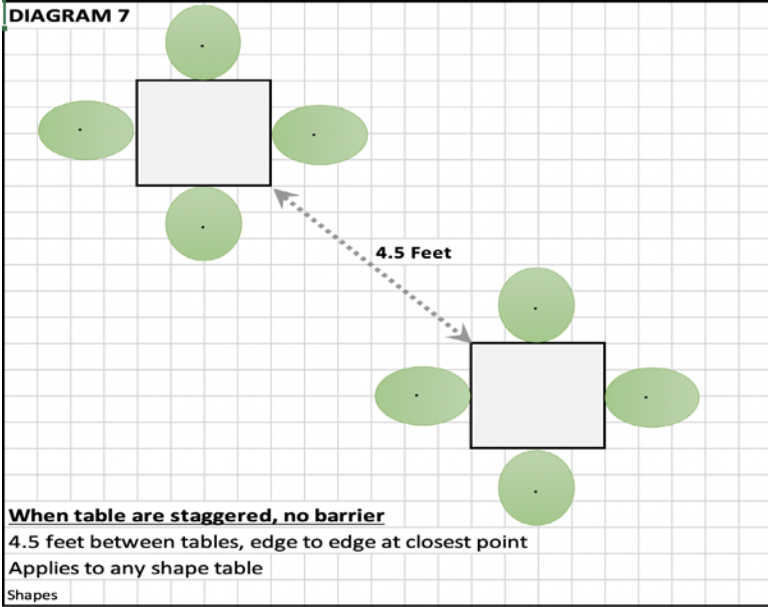 DIAGRAM 7
4.5 Feet
When table are staggered, no barrier
4.5 feet between tables, edge to edge at closest point
Applies to any shape table
Shapes